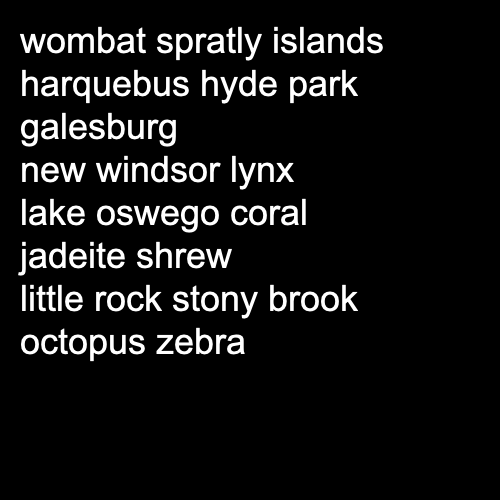 wombat spratly islands
harquebus hyde park
galesburg
new windsor lynx
lake oswego coral
jadeite shrew
little rock stony brook
octopus zebra